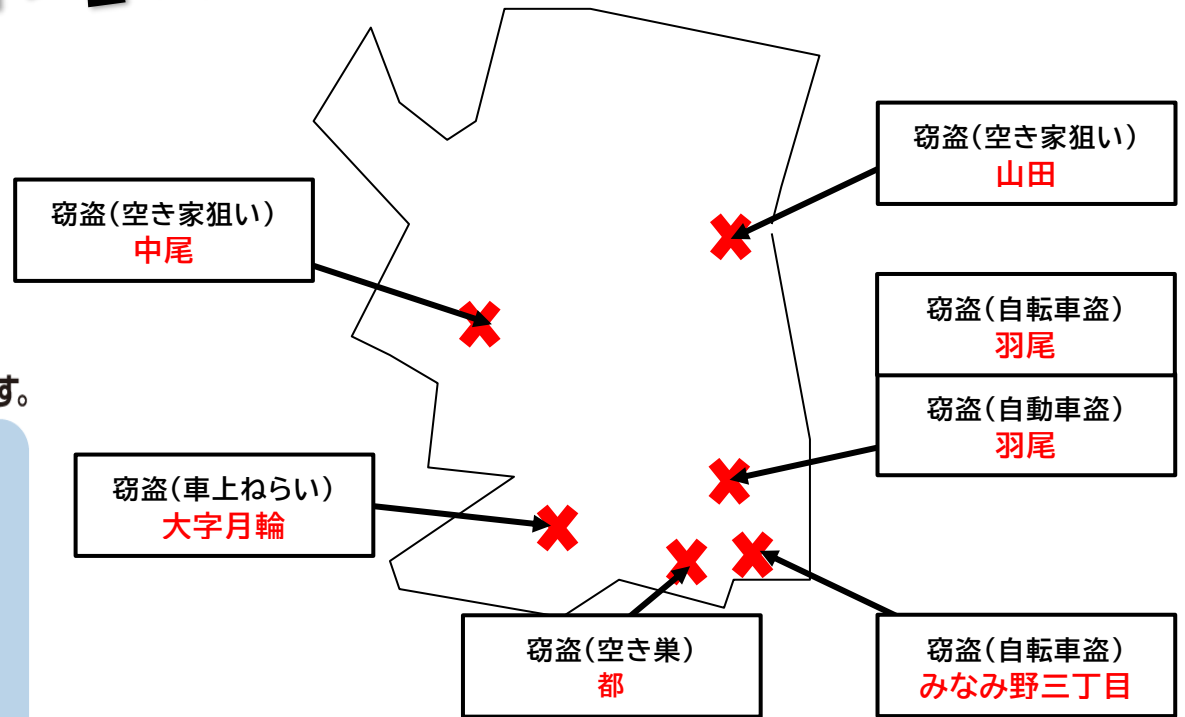 窃盗(空き家狙い)
山田
窃盗(空き家狙い)
中尾
窃盗(自転車盗)
羽尾
す。
窃盗(自動車盗)
羽尾
窃盗(車上ねらい)
大字月輪
窃盗(空き巣)
都
窃盗(自転車盗)
みなみ野三丁目